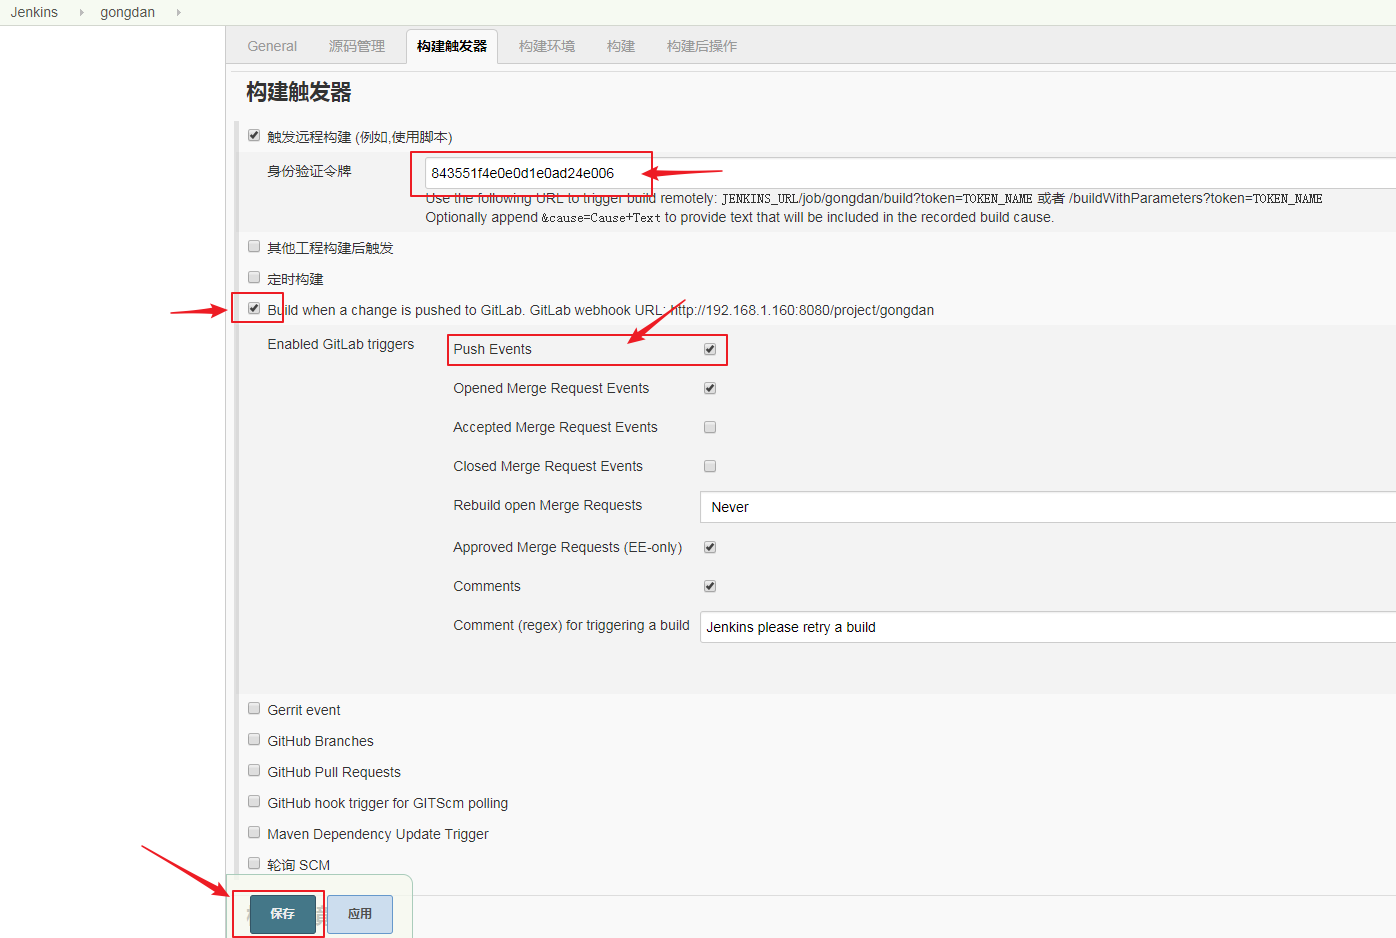 Jenkins gongdan
General 源码管理 构建触发器 构建环境 构建 构建后操作
构建触发器
触发远程构建 (例如,使用脚本)
身份验证令牌 843551f4e0e0d1e0ad24e006
Use the following URL to trigger build remotely: JENKINS_URL/job/gongdan/build?token=TOKEN_NAME 或者 /buildWithParameters?token=TOKEN_NAME
Optionally append &cause=Cause+Text to provide text that will be included in the recorded build cause.
其他工程构建后触发
定时构建
Build when a change is pushed to GitLab. GitLab webhook URL: http://192.168.1.160:8080/project/gongdan
Enabled GitLab triggers Push Events
Opened Merge Request Events
Accepted Merge Request Events
Closed Merge Request Events
Rebuild open Merge Requests Never
Approved Merge Requests (EE-only)
Comments
Comment (regex) for triggering a build Jenkins please retry a build
Gerrit event
GitHub Branches
GitHub Pull Requests
GitHub hook trigger for GITScm polling
Maven Dependency Update Trigger
轮询 SCM
保存 应用